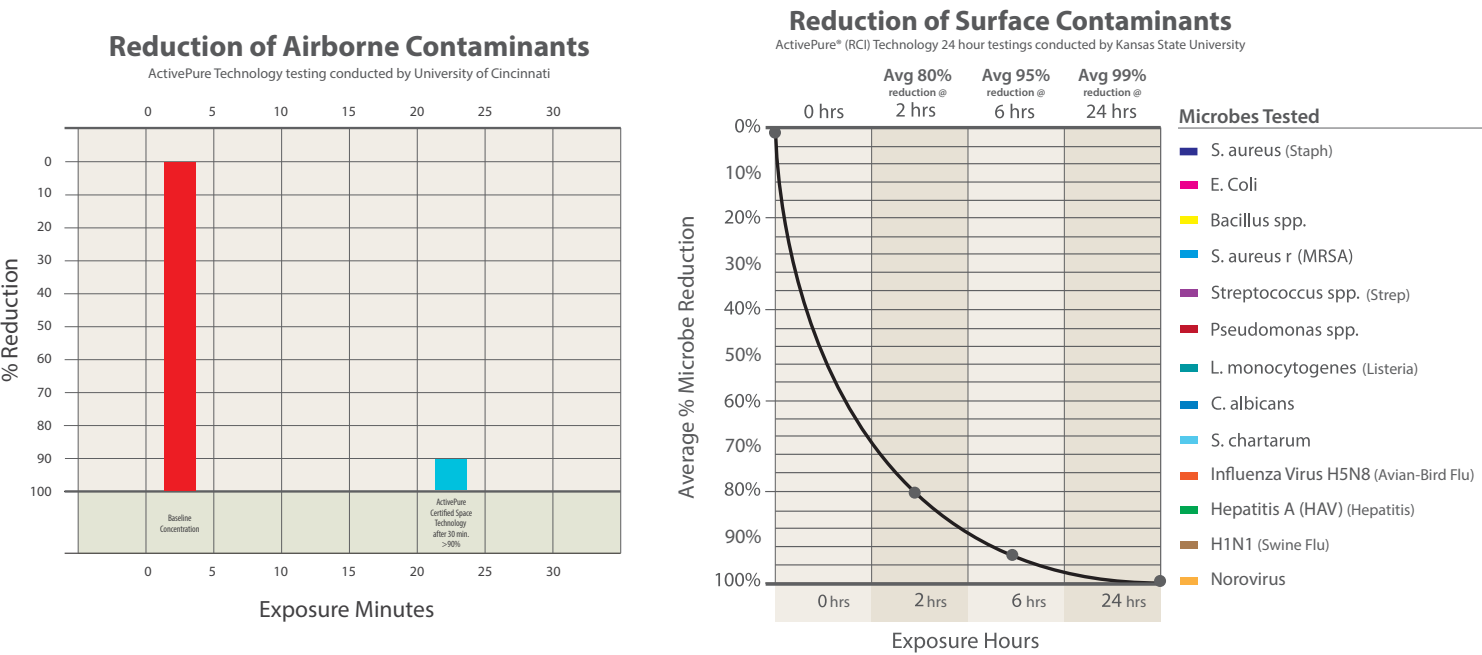 Reduction of Airborne Contaminants
ActivePure Technology testing conducted by University of Cincinnati
0 5 10 15 20 25 30
% Reduction
0
10
20
30
40
50
60
70
80
90
100
Baseline
Concentration
ActivePure
Certified Space
Technology
after 30 min.
>90%
0 5 10 15 20 25 30
Exposure Minutes
Reduction of Surface Contaminants
ActivePure® (RCI) Technology 24 hour testings conducted by Kansas State University
Avg 80% Avg 95% Avg 99%
reduction @ reduction @ reduction @
0 hrs 2 hrs 6 hrs 24 hrs
Average % Microbe Reduction
0%
10%
20%
30%
40%
50%
60%
70%
80%
90%
100%
0 hrs 2 hrs 6 hrs 24 hrs
Exposure Hours
Microbes Tested
S. aureus (Staph)
E. Coli
Bacillus spp.
S. aureus r (MRSA)
Streptococcus spp. (Strep)
Pseudomonas spp.
L. monocytogenes (Listeria)
C. albicans
S. chartarum
Influenza Virus H5N8 (Avian-Bird Flu)
Hepatitis A (HAV) (Hepatitis)
H1N1 (Swine Flu)
Norovirus